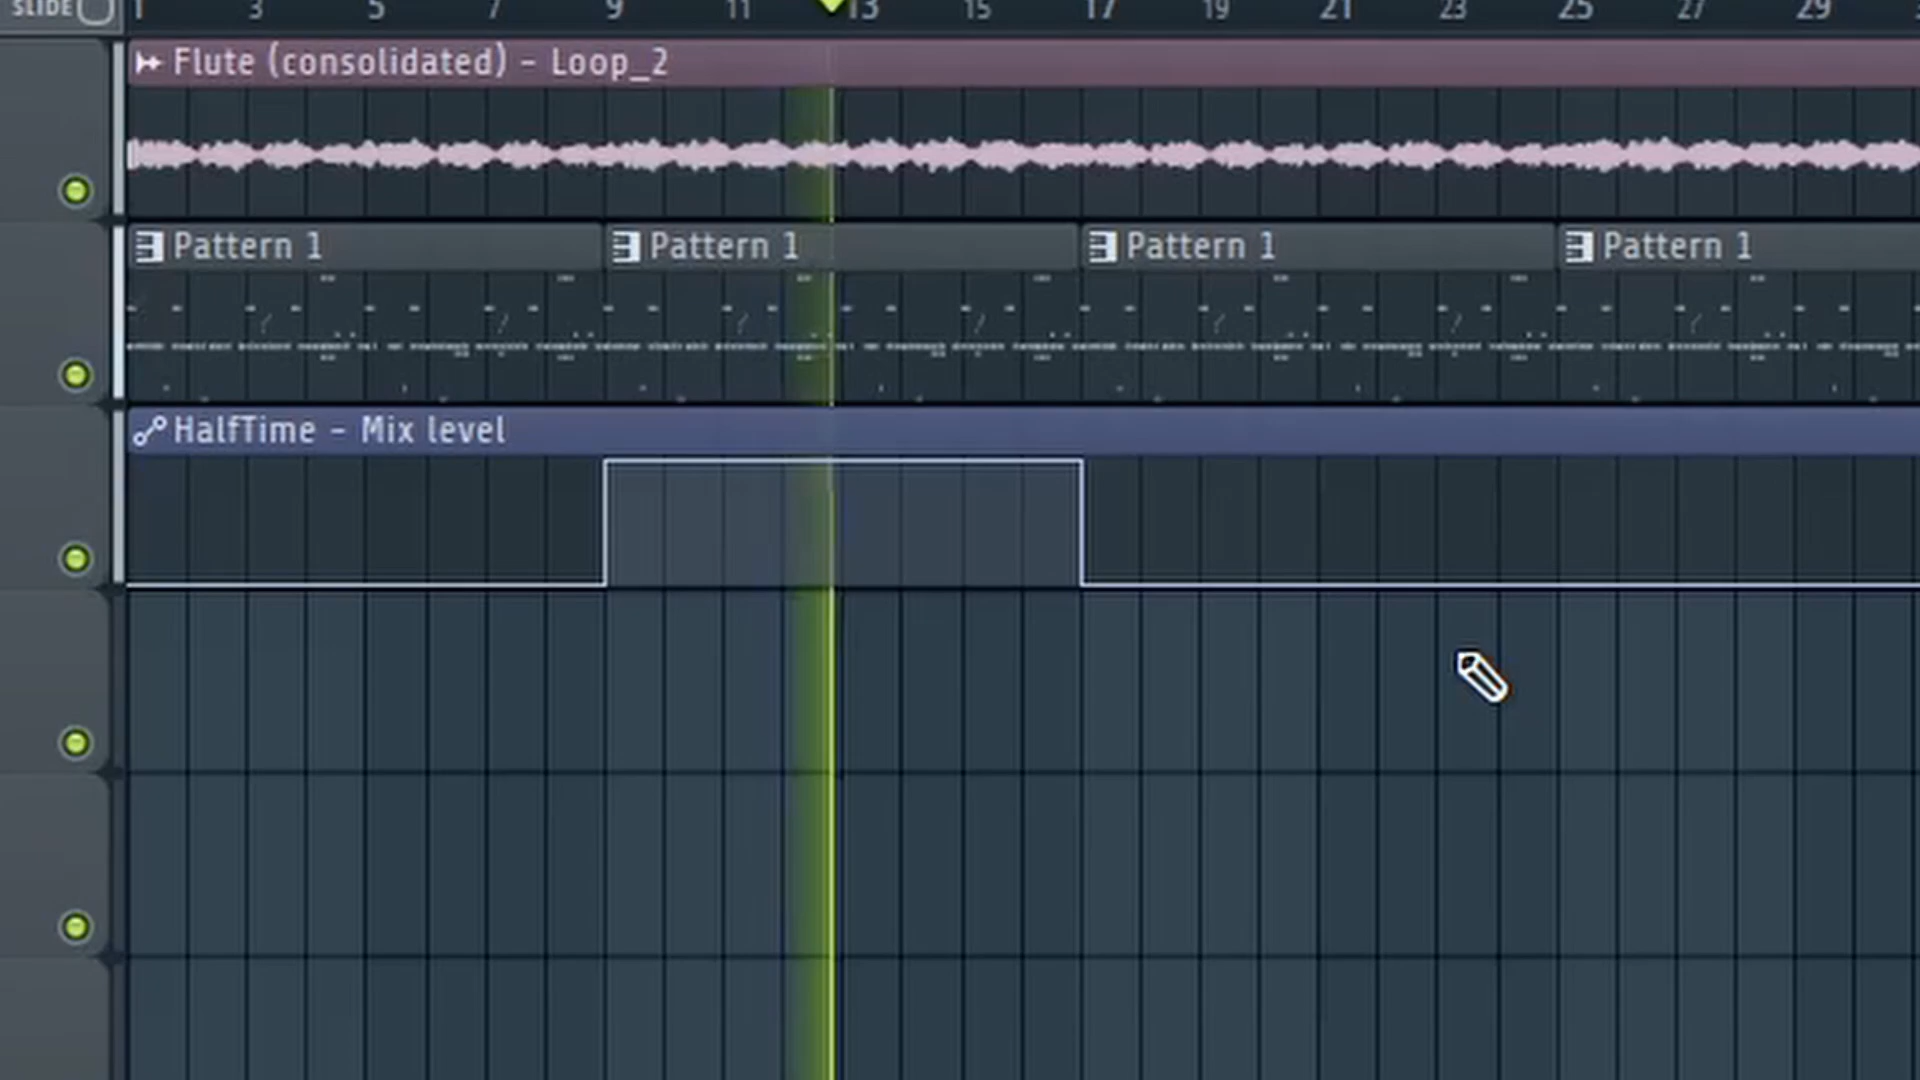 SLIDE 1 3 5 7 9 11 13 15 17 19 21 23 25 27 29
Flute (consolidated) - Loop_2
Pattern 1 Pattern 1 Pattern 1 Pattern 1
HalfTime - Mix level